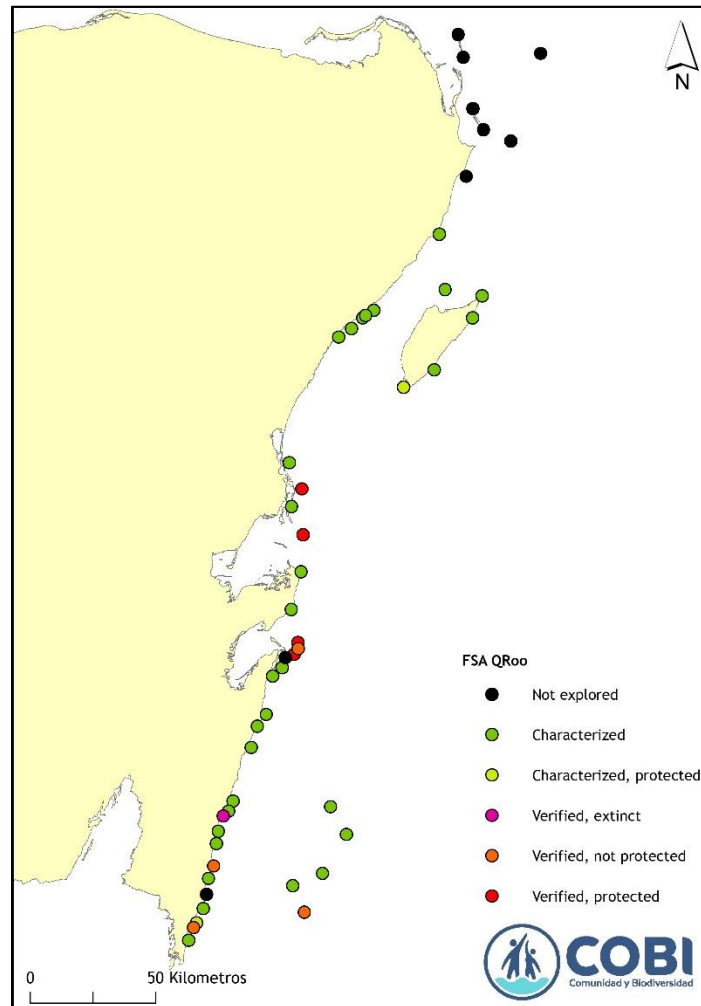 N
FSA QRoo
Not explored
Characterized
Characterized, protected
Verified, extinct
Verified, not protected
Verified, protected
0 50 Kilometros
COBI
Comunidad y Biodiversidad